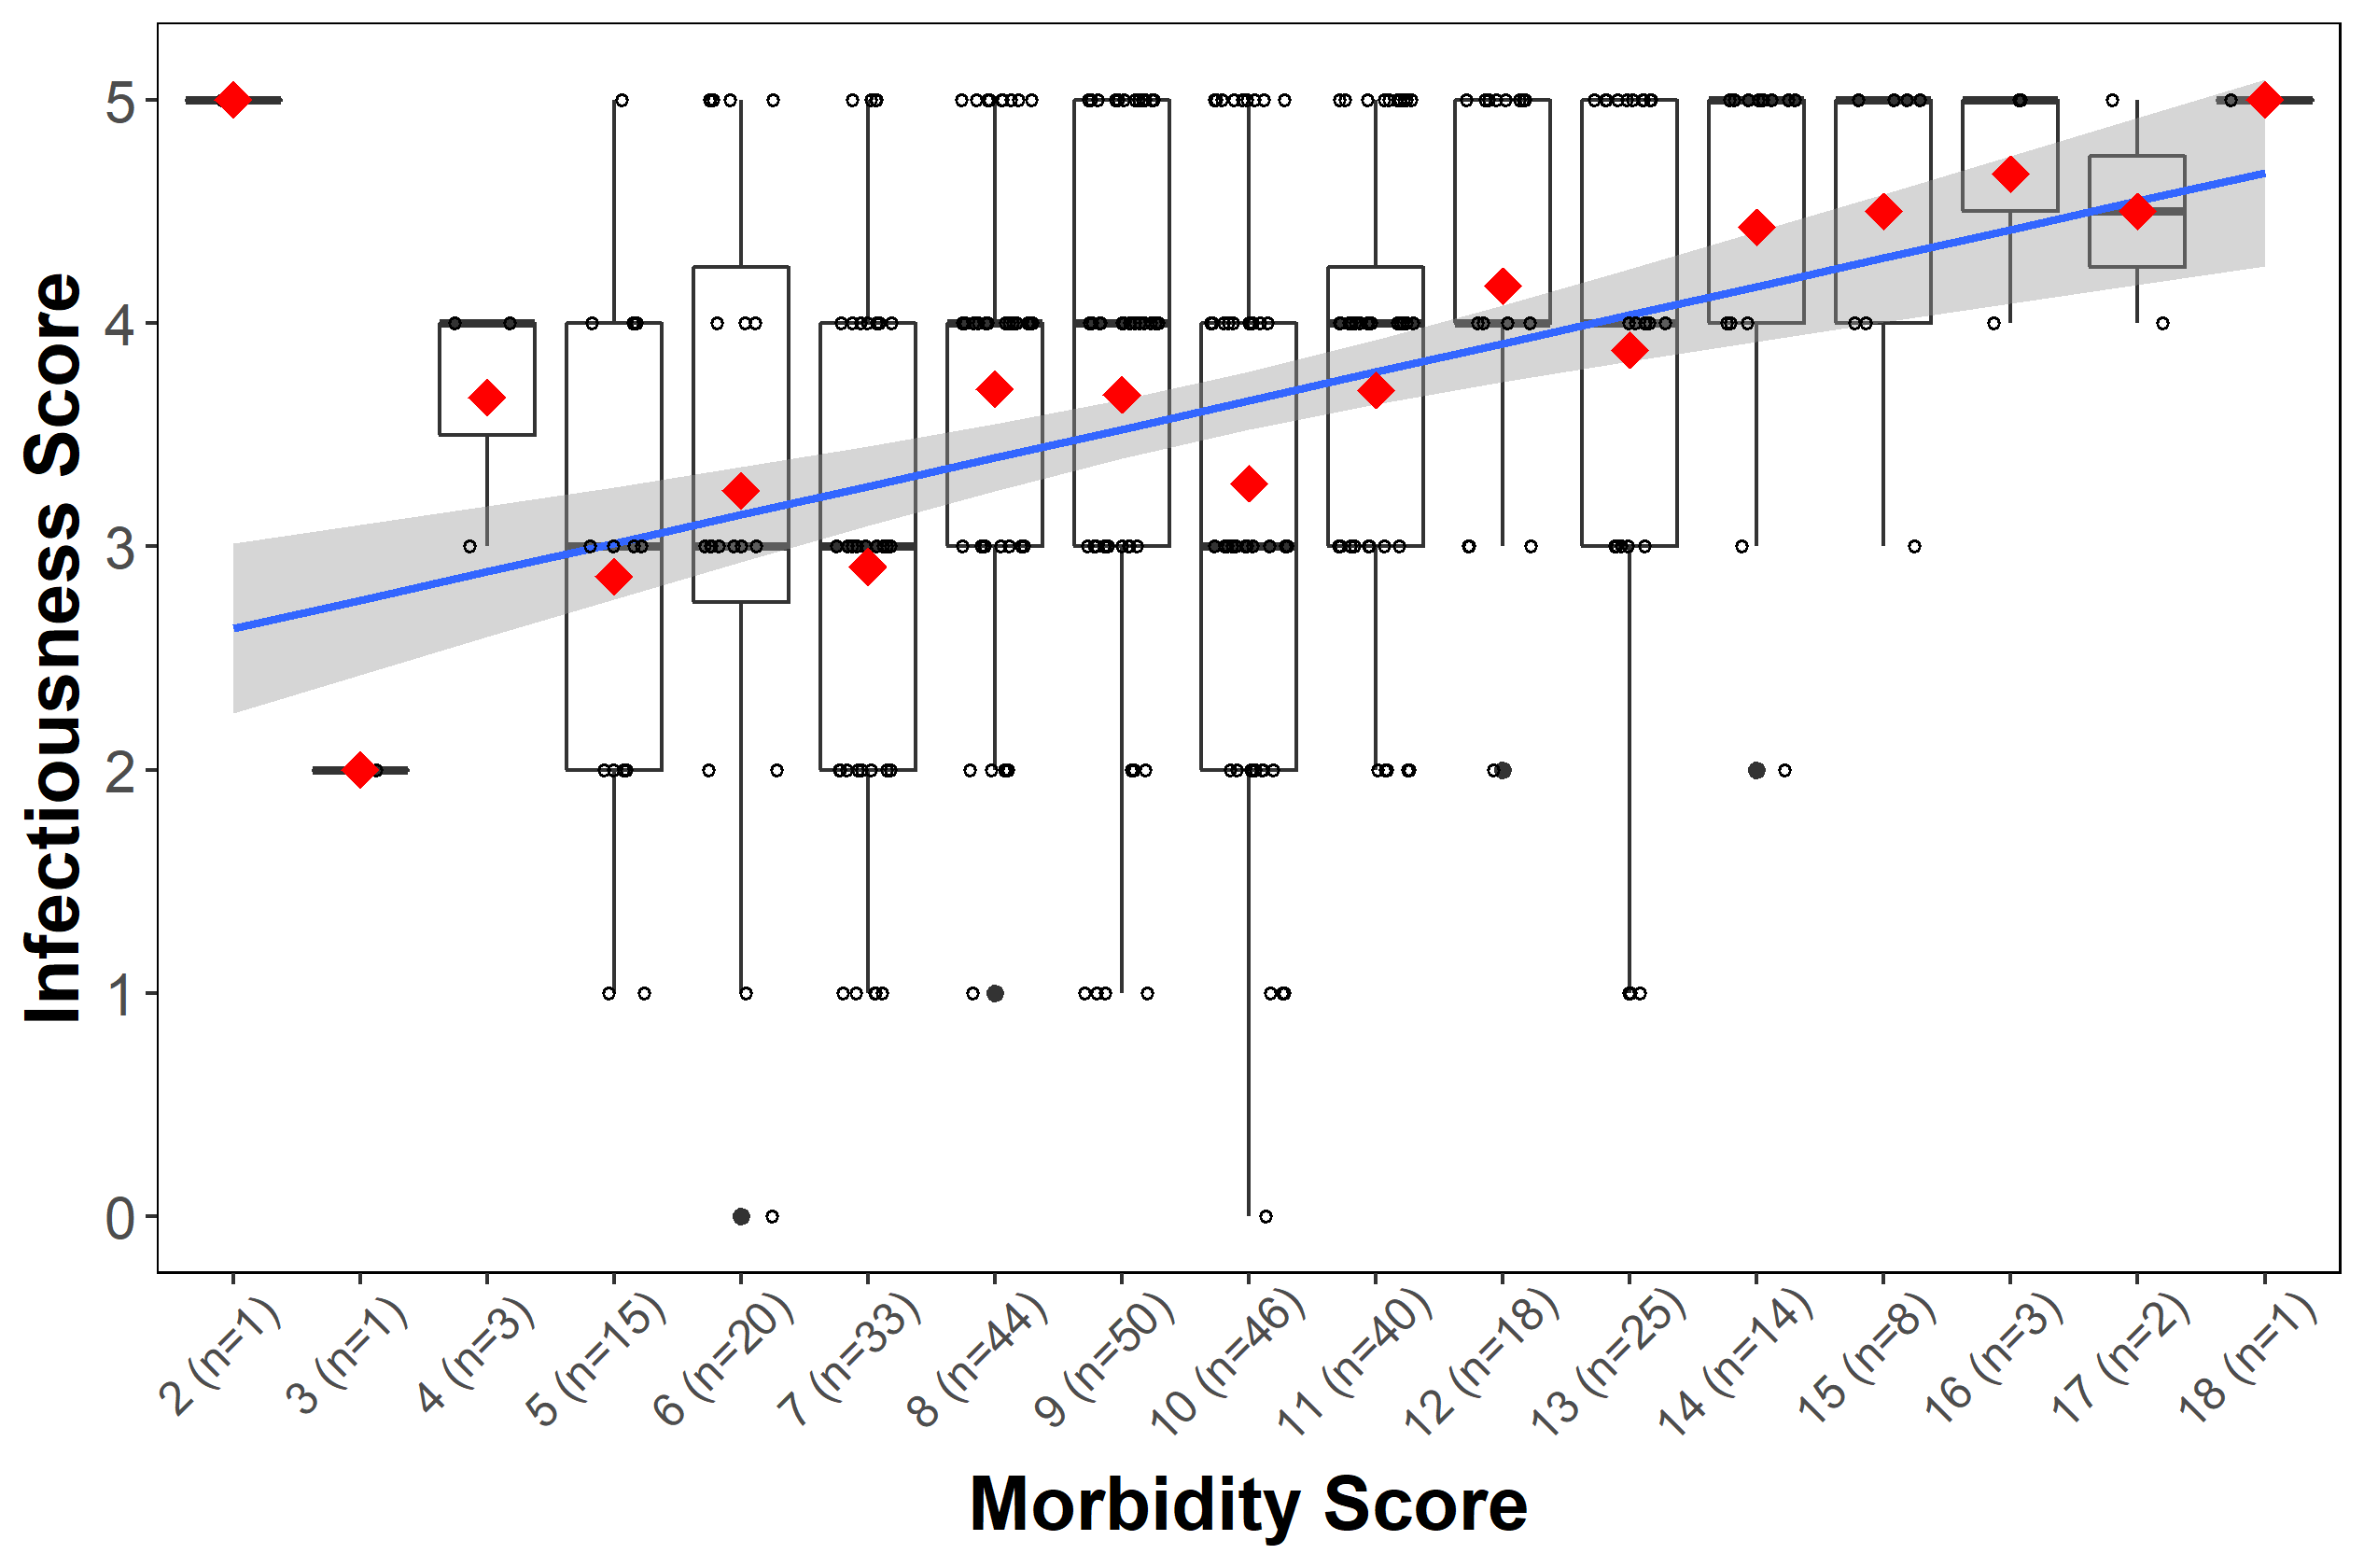 Infectiousness Score
5
4
3
2
1
0
2 (n=1)
3 (n=1)
4 (n=3)
5 (n=15)
6 (n=20)
7 (n=33)
8 (n=44)
9 (n=50)
10 (n=46)
11 (n=40)
12 (n=18)
13 (n=25)
14 (n=14)
15 (n=8)
16 (n=3)
17 (n=2)
18 (n=1)
Morbidity Score